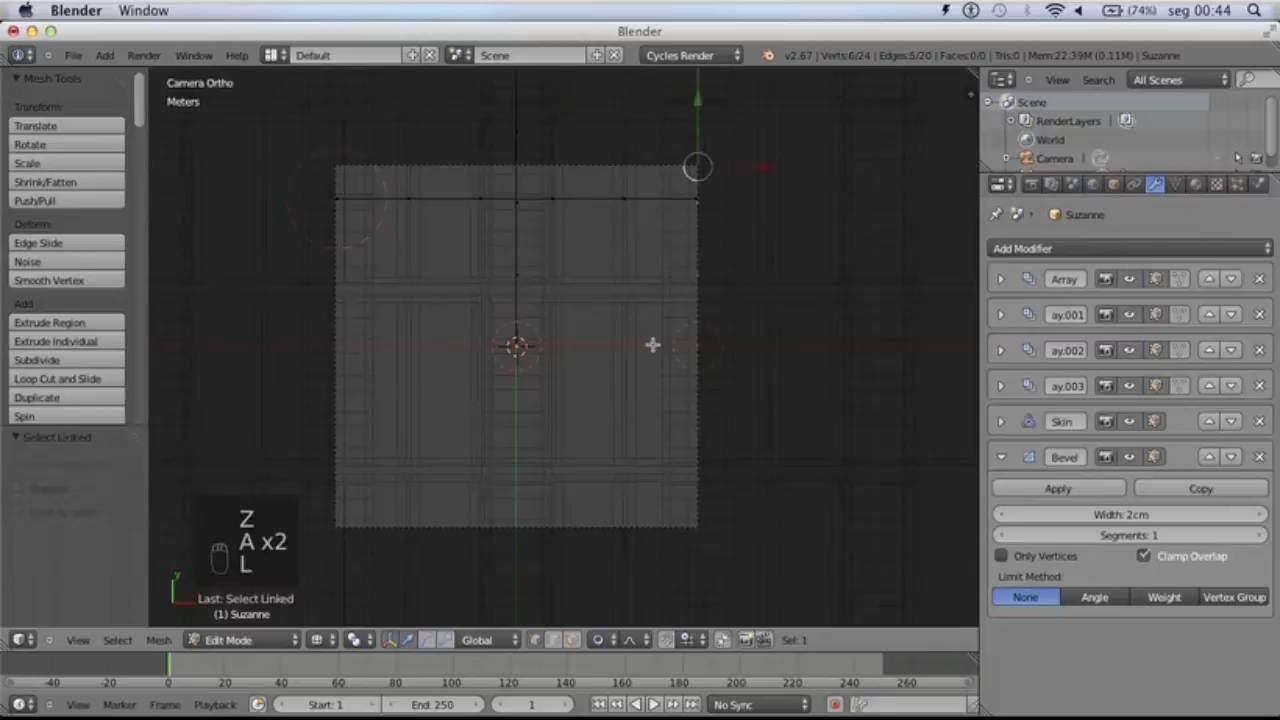 Blender Window (74%) seg 00:44
Blender
File Add Render Window Help Default Scene Cycles Render v2.67 | Verts:6/24 | Edges:5/20 | Faces:0/0 | Tris:0 | Mem:22.39M (0.11M) | Suzanne
Mesh Tools
Transform:
Translate
Rotate
Scale
Shrink/Fatten
Push/Pull
Deform:
Edge Slide
Noise
Smooth Vertex
Add
Extrude Region
Extrude Individual
Subdivide
Loop Cut and Slide
Duplicate
Spin
Select Linked
Camera Ortho
Meters
Z
A x2
L
y
Last: Select Linked
(1) Suzanne
View Search All Scenes
Scene
RenderLayers
World
Camera
Suzanne
Add Modifier
Array
ay.001
ay.002
ay.003
Skin
Bevel
Apply Copy
Width: 2cm
Segments: 1
Only Vertices Clamp Overlap
Limit Method:
None Angle Weight Vertex Group
View Select Mesh Edit Mode Global Sel: 1
-40 -20 0 20 40 60 80 100 120 140 160 180 200 220 240 260
View Marker Frame Playback Start: 1 End: 250 1 No Sync